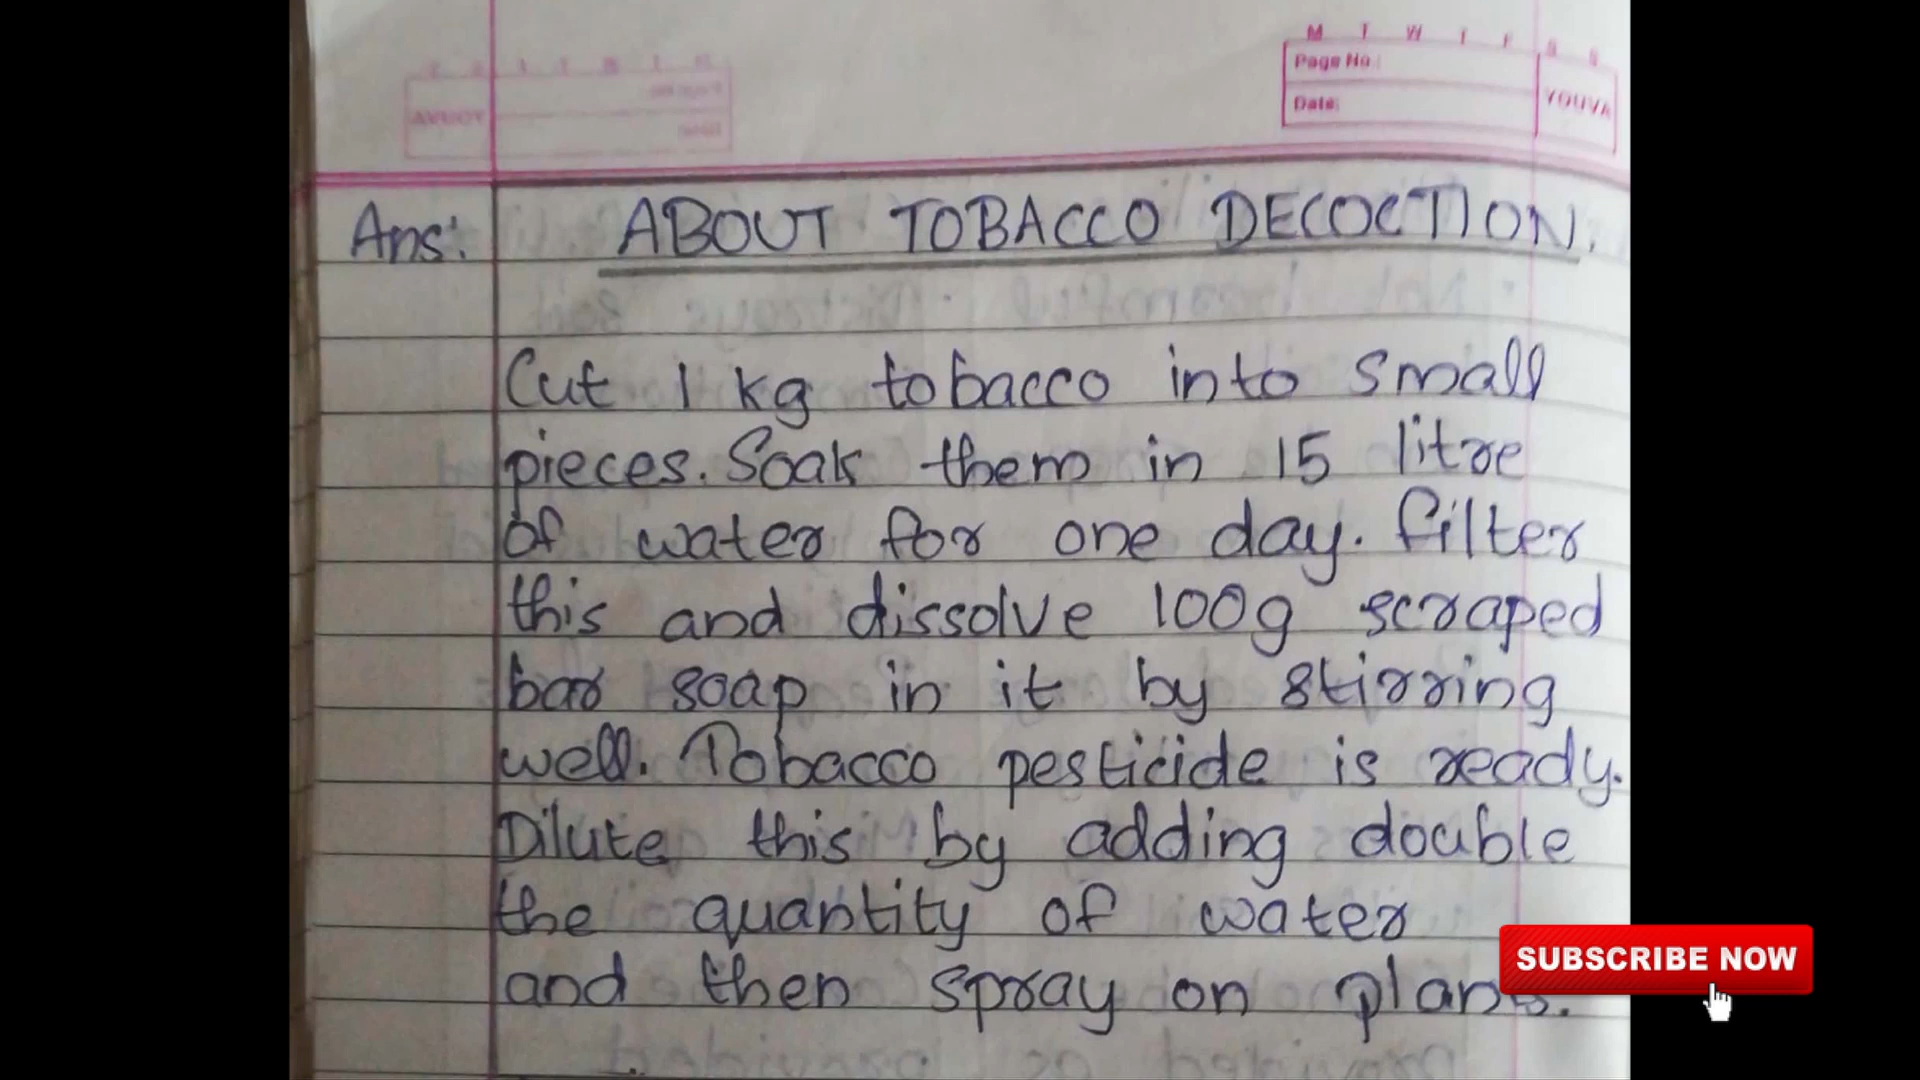 M T W T F S S
Page No.:
Date:
YOUVA
Ans:
ABOUT TOBACCO DECOCTION.
Cut 1 kg tobacco into small
pieces. Soak them in 15 litre
of water for one day. Filter
this and dissolve 100g scraped
bar soap in it by stirring
well. Tobacco pesticide is ready.
Dilute this by adding double
the quantity of water
and then spray on plants.
SUBSCRIBE NOW